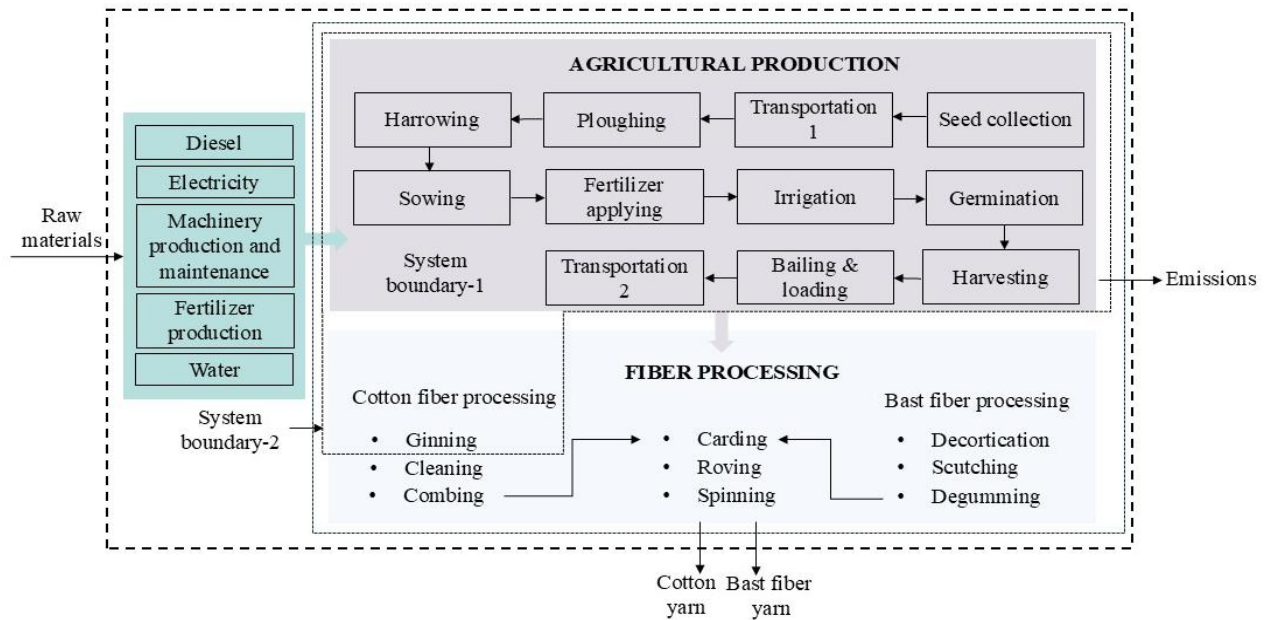 AGRICULTURAL PRODUCTION
Harrowing
Ploughing
Transportation
1
Seed collection
Diesel
Electricity
Machinery
production and
maintenance
Fertilizer
production
Water
Raw
materials
Sowing
Fertilizer
applying
Irrigation
Germination
System
boundary-1
Transportation
2
Bailing &
loading
Harvesting
Emissions
FIBER PROCESSING
System
boundary-2
Cotton fiber processing
• Ginning
• Cleaning
• Combing
• Carding
• Roving
• Spinning
Bast fiber processing
• Decortication
• Scutching
• Degumming
Cotton
yarn
Bast fiber
yarn